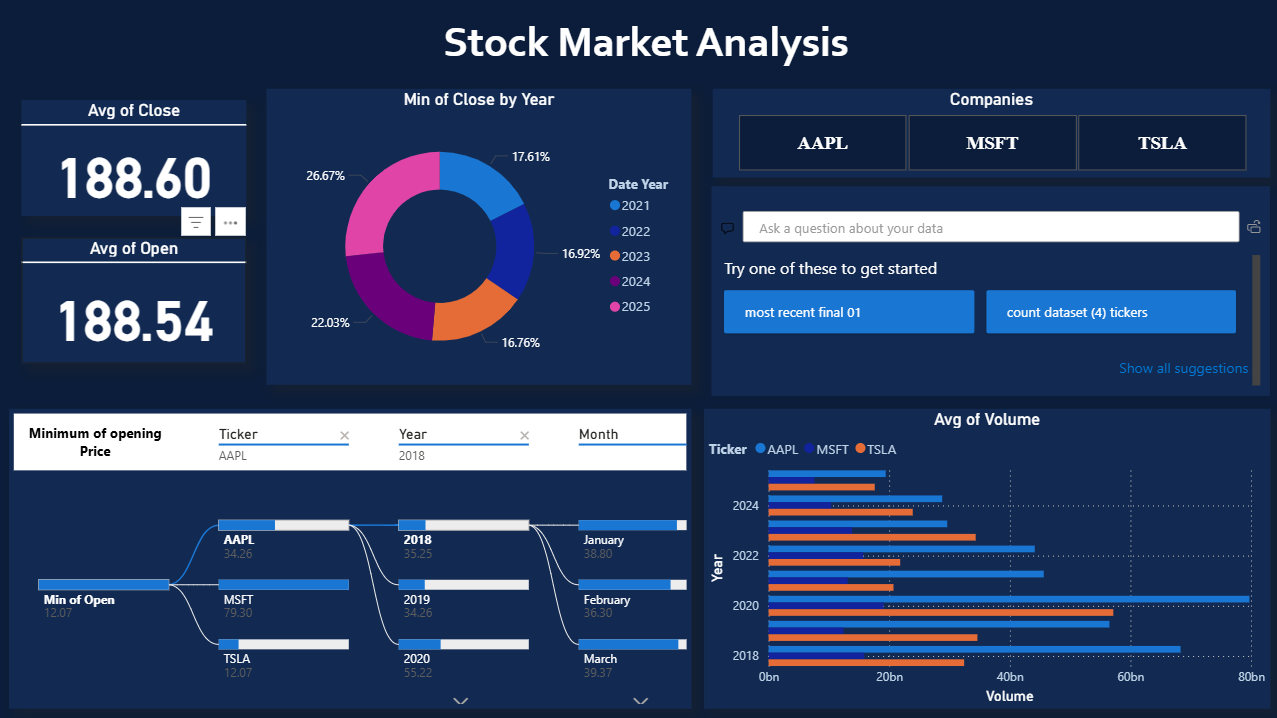 Stock Market Analysis
Avg of Close
188.60
Avg of Open
188.54
Min of Close by Year
17.61%
16.92%
16.76%
22.03%
26.67%
Date Year
2021
2022
2023
2024
2025
Companies
AAPL MSFT TSLA
Ask a question about your data
Try one of these to get started
most recent final 01
count dataset (4) tickers
Show all suggestions
Minimum of opening
Price
Ticker
AAPL
Year
2018
Month
Min of Open
12.07
AAPL
34.26
MSFT
79.30
TSLA
12.07
2018
35.25
2019
34.26
2020
55.22
January
38.80
February
36.30
March
39.37
Avg of Volume
Ticker AAPL MSFT TSLA
Year
2024
2022
2020
2018
0bn 20bn 40bn 60bn 80bn
Volume